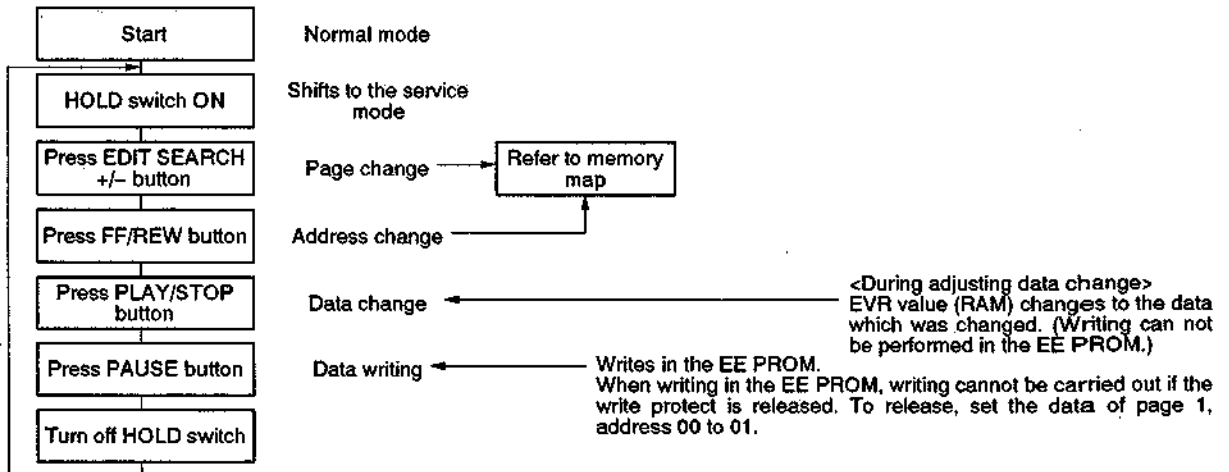 Start
Normal mode
HOLD switch ON
Shifts to the service
mode
Press EDIT SEARCH
+/– button
Page change
Refer to memory
map
Press FF/REW button
Address change
Press PLAY/STOP
button
Data change
<During adjusting data change>
EVR value (RAM) changes to the data
which was changed. (Writing can not
be performed in the EE PROM.)
Press PAUSE button
Data writing
Writes in the EE PROM.
When writing in the EE PROM, writing cannot be carried out if the
write protect is released. To release, set the data of page 1,
address 00 to 01.
Turn off HOLD switch